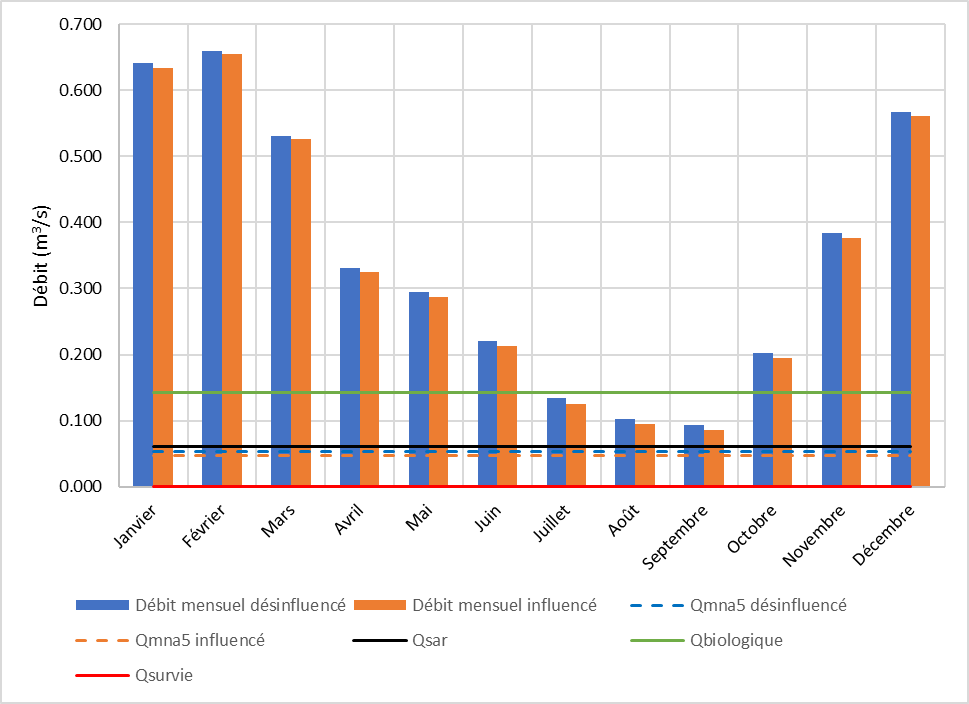 0.700
0.600
0.500
0.400
0.300
0.200
0.100
0.000
Débit (m³/s)
Janvier
Février
Mars
Avril
Mai
Juin
Juillet
Août
Septembre
Octobre
Novembre
Décembre
Débit mensuel désinfluencé
Débit mensuel influencé
Qmna5 désinfluencé
Qmna5 influencé
Qsar
Qbiologique
Qsurvie